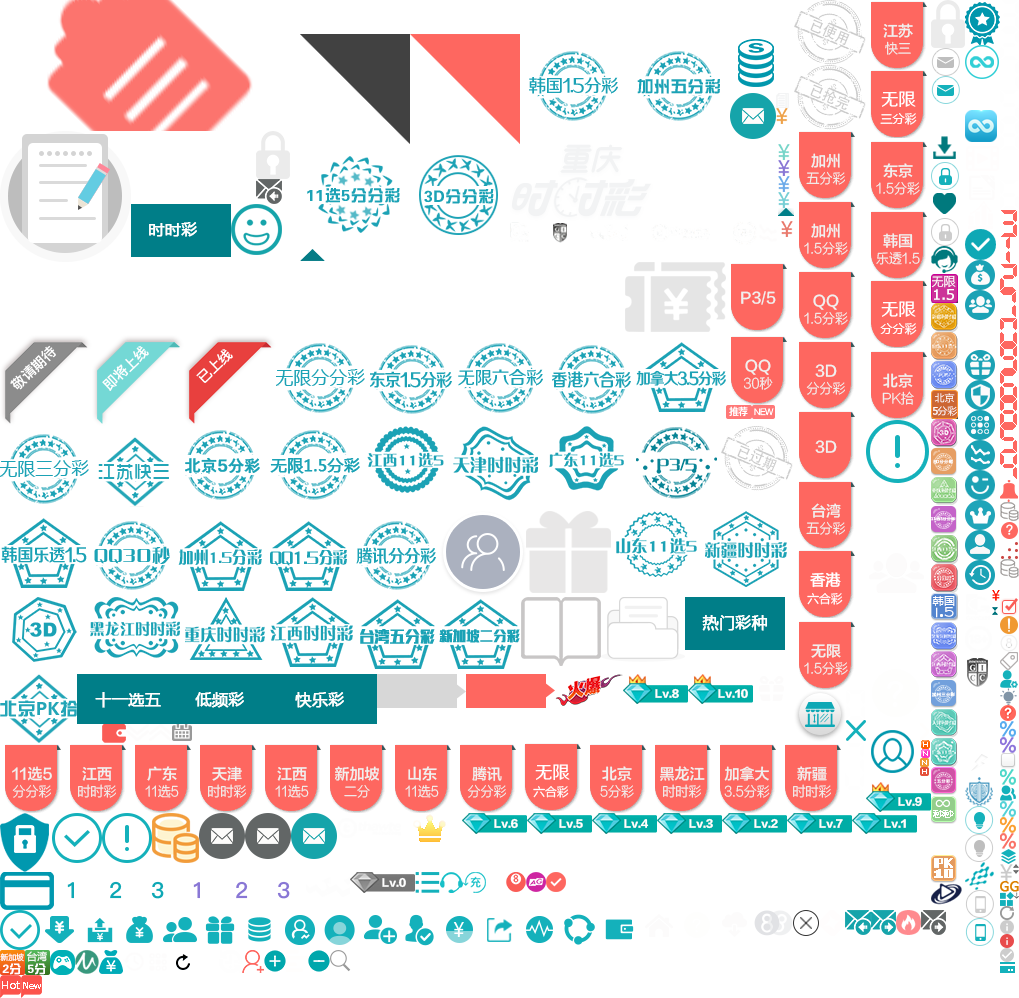 已使用
江苏
快三
韩国1.5分彩
加州五分彩
S
已抢完
无限
三分彩
加州
五分彩
东京
1.5分彩
11选5分分彩
3D分分彩
重庆
时时彩
时时彩
加州
1.5分彩
韩国
乐透1.5
P3/5
QQ
1.5分彩
无限
分分彩
无限
1.5
敬请期待
即将上线
已上线
无限分分彩
东京1.5分彩
无限六合彩
香港六合彩
加拿大3.5分彩
QQ
30秒
3D
分分彩
北京
PK拾
推荐 NEW
北京
5分彩
无限三分彩
江苏快三
北京5分彩
无限1.5分彩
江西11选5
天津时时彩
广东11选5
P3/5
已过期
3D
台湾
五分彩
韩国乐透1.5
QQ30秒
加州1.5分彩
QQ1.5分彩
腾讯分分彩
山东11选5
新疆时时彩
香港
六合彩
韩国
1.5
3D
黑龙江时时彩
重庆时时彩
江西时时彩
台湾五分彩
新加坡二分彩
热门彩种
无限
1.5分彩
北京PK拾
十一选五
低频彩
快乐彩
火爆
Lv.8
Lv.10
11选5
分分彩
江西
时时彩
广东
11选5
天津
时时彩
江西
11选5
新加坡
二分
山东
11选5
腾讯
分分彩
无限
六合彩
北京
5分彩
黑龙江
时时彩
加拿大
3.5分彩
新疆
时时彩
Lv.9
Lv.6
Lv.5
Lv.4
Lv.3
Lv.2
Lv.7
Lv.1
1 2 3 1 2 3
Lv.0
充
8
AG
PK
10
GG
新加坡
2分
台湾
5分
Hot New